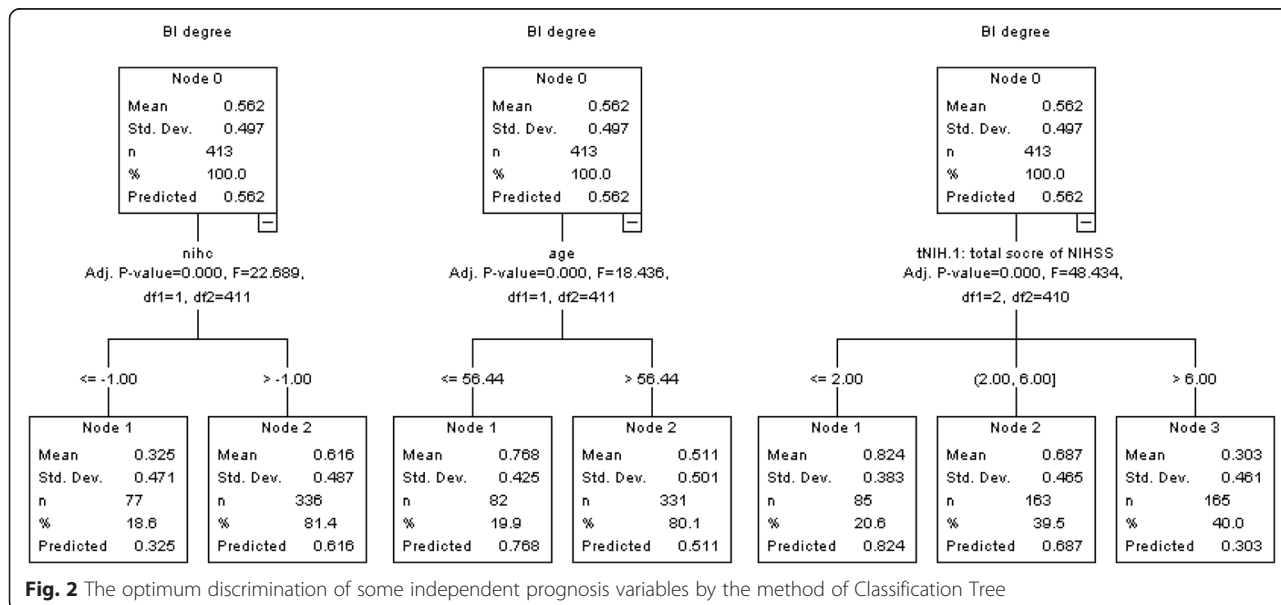 BI degree
Node 0
Mean 0.562
Std. Dev. 0.497
n 413
% 100.0
Predicted 0.562
nihc
Adj. P-value=0.000, F=22.689,
df1=1, df2=411
<= -1.00
> -1.00
Node 1
Mean 0.325
Std. Dev. 0.471
n 77
% 18.6
Predicted 0.325
Node 2
Mean 0.616
Std. Dev. 0.487
n 336
% 81.4
Predicted 0.616
BI degree
Node 0
Mean 0.562
Std. Dev. 0.497
n 413
% 100.0
Predicted 0.562
age
Adj. P-value=0.000, F=18.436,
df1=1, df2=411
<= 56.44
> 56.44
Node 1
Mean 0.768
Std. Dev. 0.425
n 82
% 19.9
Predicted 0.768
Node 2
Mean 0.511
Std. Dev. 0.501
n 331
% 80.1
Predicted 0.511
BI degree
Node 0
Mean 0.562
Std. Dev. 0.497
n 413
% 100.0
Predicted 0.562
tNIH.1: total socre of NIHSS
Adj. P-value=0.000, F=48.434,
df1=2, df2=410
<= 2.00
(2.00, 6.00]
> 6.00
Node 1
Mean 0.824
Std. Dev. 0.383
n 85
% 20.6
Predicted 0.824
Node 2
Mean 0.687
Std. Dev. 0.465
n 163
% 39.5
Predicted 0.687
Node 3
Mean 0.303
Std. Dev. 0.461
n 165
% 40.0
Predicted 0.303
Fig. 2 The optimum discrimination of some independent prognosis variables by the method of Classification Tree